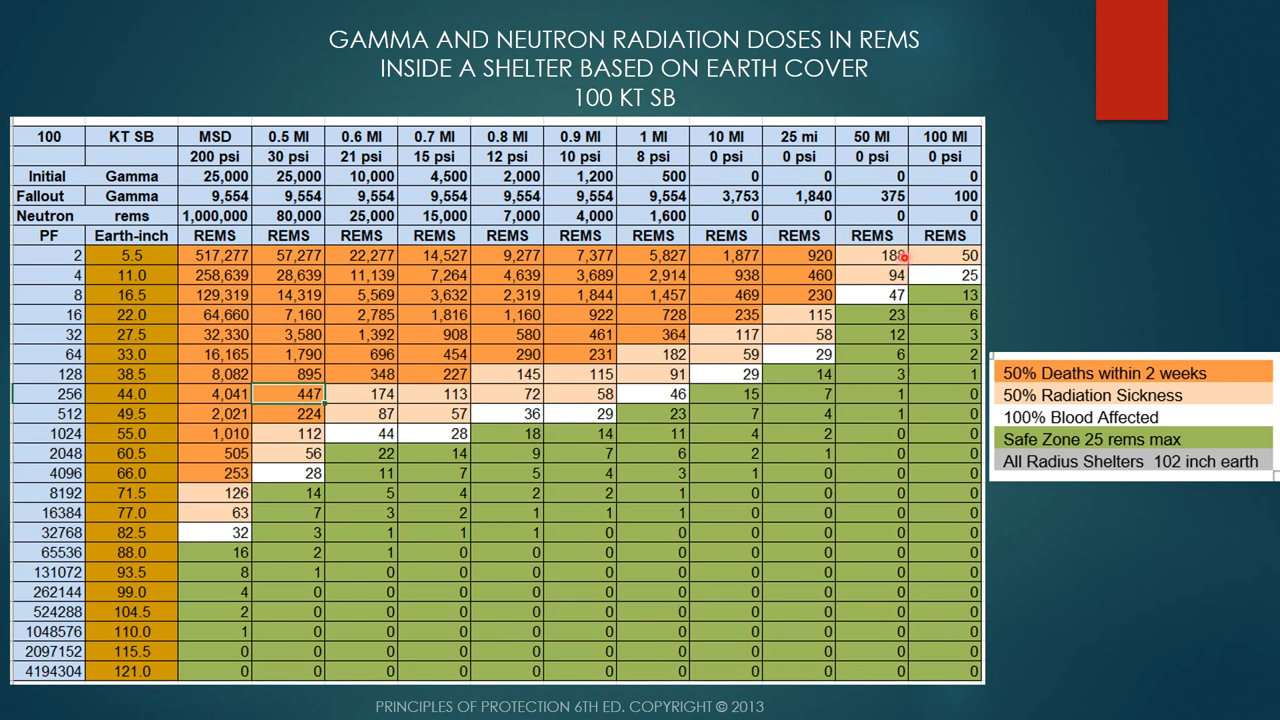 GAMMA AND NEUTRON RADIATION DOSES IN REMS
INSIDE A SHELTER BASED ON EARTH COVER
100 KT SB
100 KT SB MSD 0.5 MI 0.6 MI 0.7 MI 0.8 MI 0.9 MI 1 MI 10 MI 25 mi 50 MI 100 MI
200 psi 30 psi 21 psi 15 psi 12 psi 10 psi 8 psi 0 psi 0 psi 0 psi 0 psi
Initial Gamma 25,000 25,000 10,000 4,500 2,000 1,200 500 0 0 0 0
Fallout Gamma 9,554 9,554 9,554 9,554 9,554 9,554 9,554 3,753 1,840 375 100
Neutron rems 1,000,000 80,000 25,000 15,000 7,000 4,000 1,600 0 0 0 0
PF Earth-inch REMS REMS REMS REMS REMS REMS REMS REMS REMS REMS REMS
2 5.5 517,277 57,277 22,277 14,527 9,277 7,377 5,827 1,877 920 188 50
4 11.0 258,639 28,639 11,139 7,264 4,639 3,689 2,914 938 460 94 25
8 16.5 129,319 14,319 5,569 3,632 2,319 1,844 1,457 469 230 47 13
16 22.0 64,660 7,160 2,785 1,816 1,160 922 728 235 115 23 6
32 27.5 32,330 3,580 1,392 908 580 461 364 117 58 12 3
64 33.0 16,165 1,790 696 454 290 231 182 59 29 6 2
128 38.5 8,082 895 348 227 145 115 91 29 14 3 1
256 44.0 4,041 447 174 113 72 58 46 15 7 1 0
512 49.5 2,021 224 87 57 36 29 23 7 4 1 0
1024 55.0 1,010 112 44 28 18 14 11 4 2 0 0
2048 60.5 505 56 22 14 9 7 6 2 1 0 0
4096 66.0 253 28 11 7 5 4 3 1 0 0 0
8192 71.5 126 14 5 4 2 2 1 0 0 0 0
16384 77.0 63 7 3 2 1 1 1 0 0 0 0
32768 82.5 32 3 1 1 1 0 0 0 0 0 0
65536 88.0 16 2 1 0 0 0 0 0 0 0 0
131072 93.5 8 1 0 0 0 0 0 0 0 0 0
262144 99.0 4 0 0 0 0 0 0 0 0 0 0
524288 104.5 2 0 0 0 0 0 0 0 0 0 0
1048576 110.0 1 0 0 0 0 0 0 0 0 0 0
2097152 115.5 0 0 0 0 0 0 0 0 0 0 0
4194304 121.0 0 0 0 0 0 0 0 0 0 0 0
50% Deaths within 2 weeks
50% Radiation Sickness
100% Blood Affected
Safe Zone 25 rems max
All Radius Shelters 102 inch earth
PRINCIPLES OF PROTECTION 6TH ED. COPYRIGHT © 2013